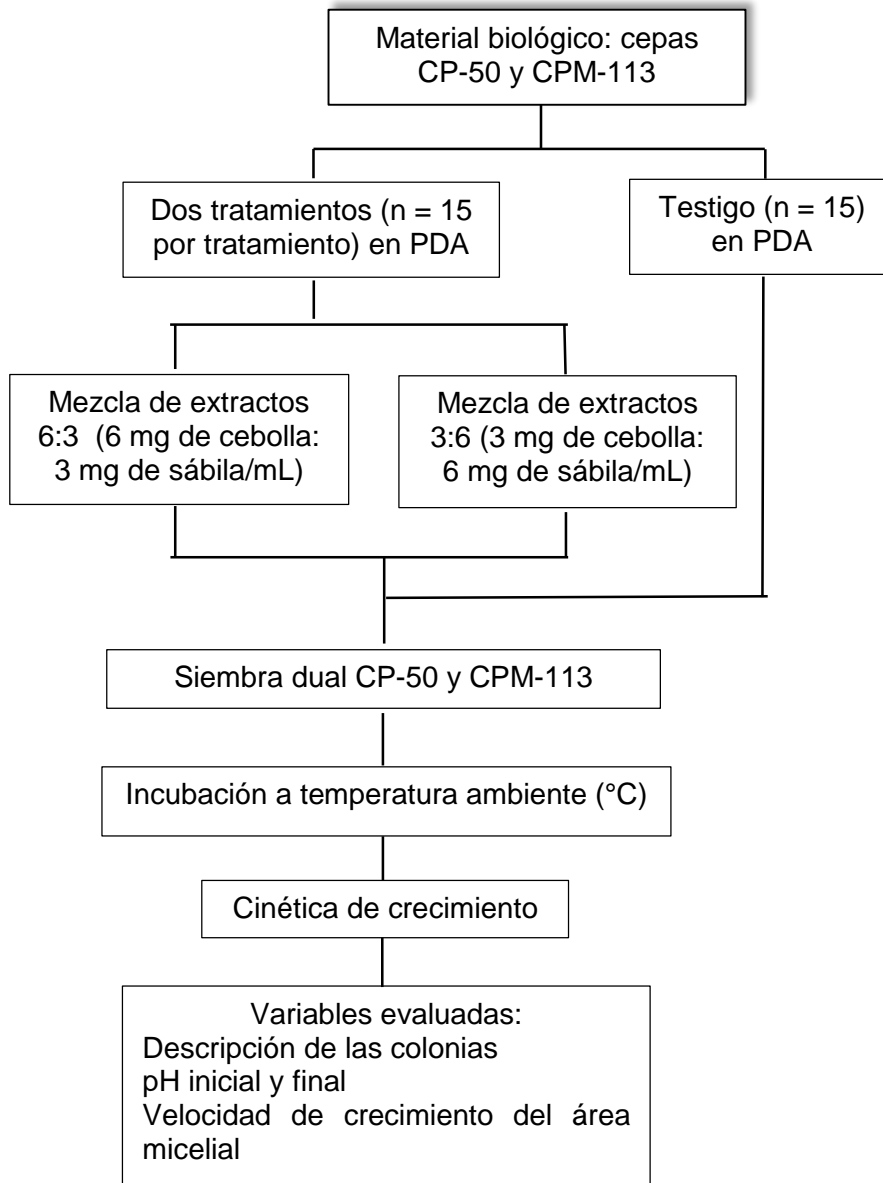 Material biológico: cepas
CP-50 y CPM-113
Dos tratamientos (n = 15
por tratamiento) en PDA
Testigo (n = 15)
en PDA
Mezcla de extractos
6:3 (6 mg de cebolla:
3 mg de sábila/mL)
Mezcla de extractos
3:6 (3 mg de cebolla:
6 mg de sábila/mL)
Siembra dual CP-50 y CPM-113
Incubación a temperatura ambiente (°C)
Cinética de crecimiento
Variables evaluadas:
Descripción de las colonias
pH inicial y final
Velocidad de crecimiento del área
micelial